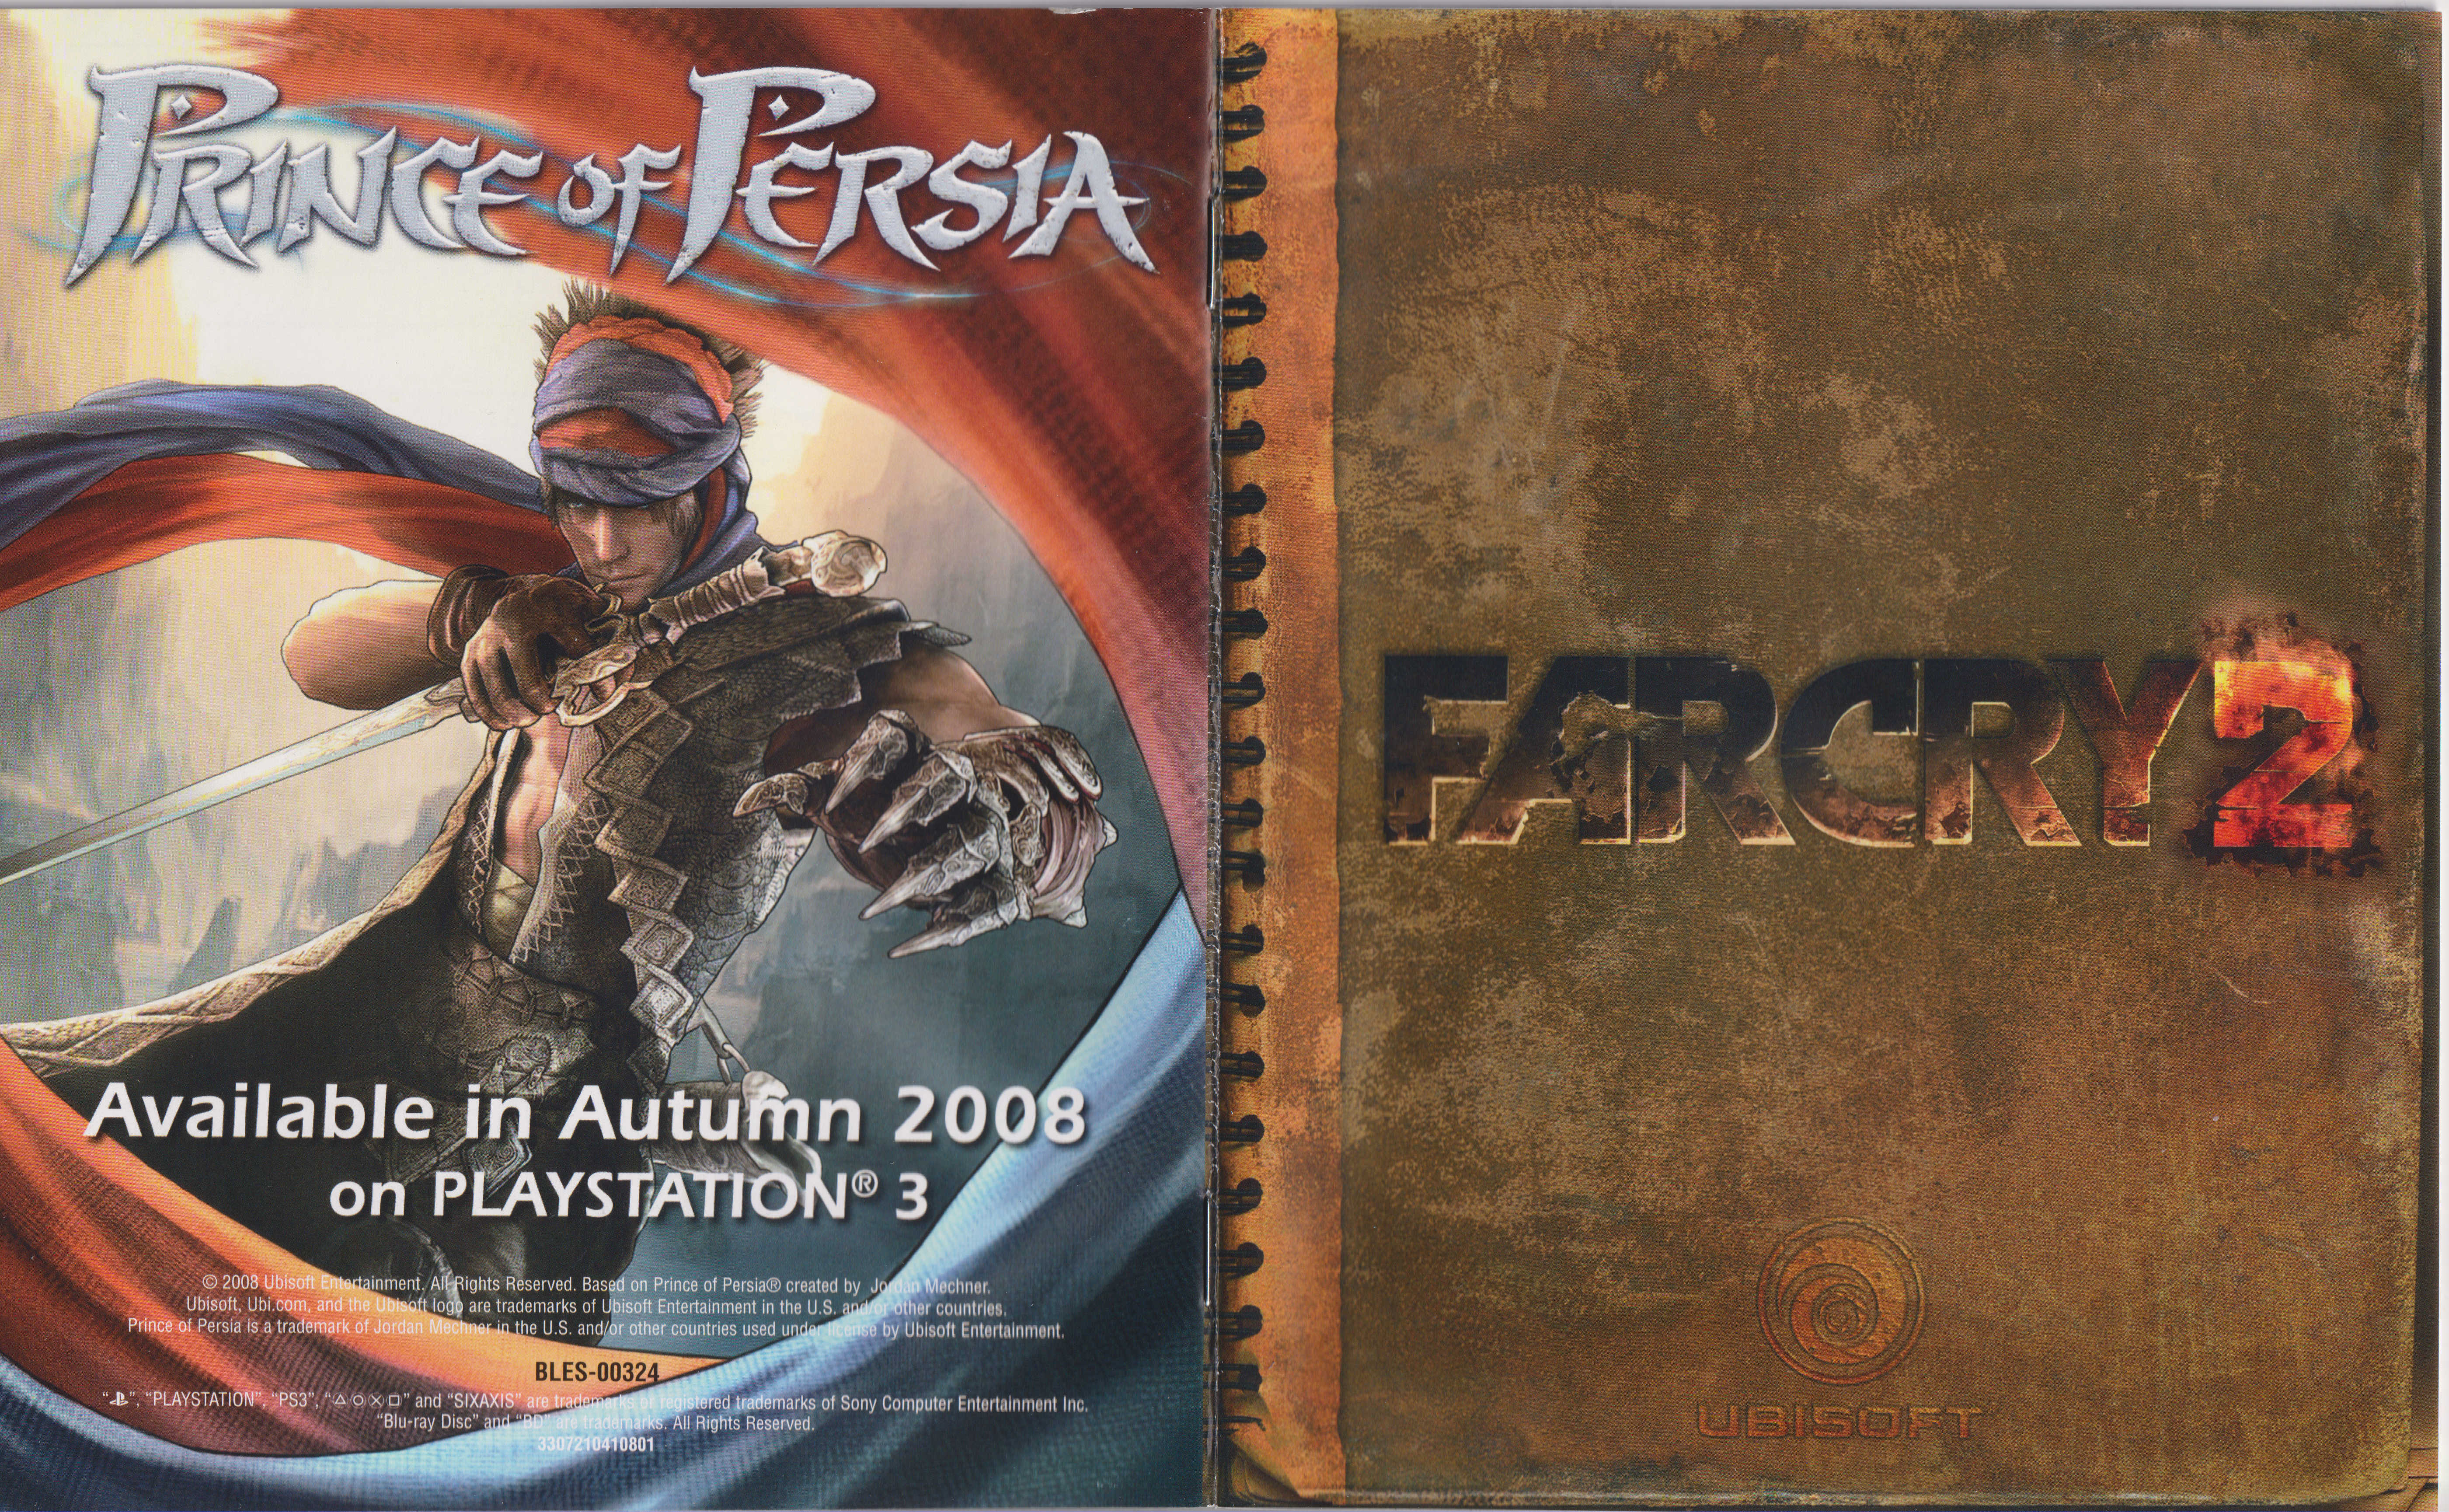 PRINCE OF PERSIA
Available in Autumn 2008
on PLAYSTATION® 3
© 2008 Ubisoft Entertainment. All Rights Reserved. Based on Prince of Persia® created by Jordan Mechner.
Ubisoft, Ubi.com, and the Ubisoft logo are trademarks of Ubisoft Entertainment in the U.S. and/or other countries.
Prince of Persia is a trademark of Jordan Mechner in the U.S. and/or other countries used under license by Ubisoft Entertainment.
BLES-00324
“ ”, “PLAYSTATION”, “PS3”, “△○×□” and “SIXAXIS” are trademarks or registered trademarks of Sony Computer Entertainment Inc.
“Blu-ray Disc” and “BD” are trademarks. All Rights Reserved.
3307210410801
FARCRY2
UBISOFT